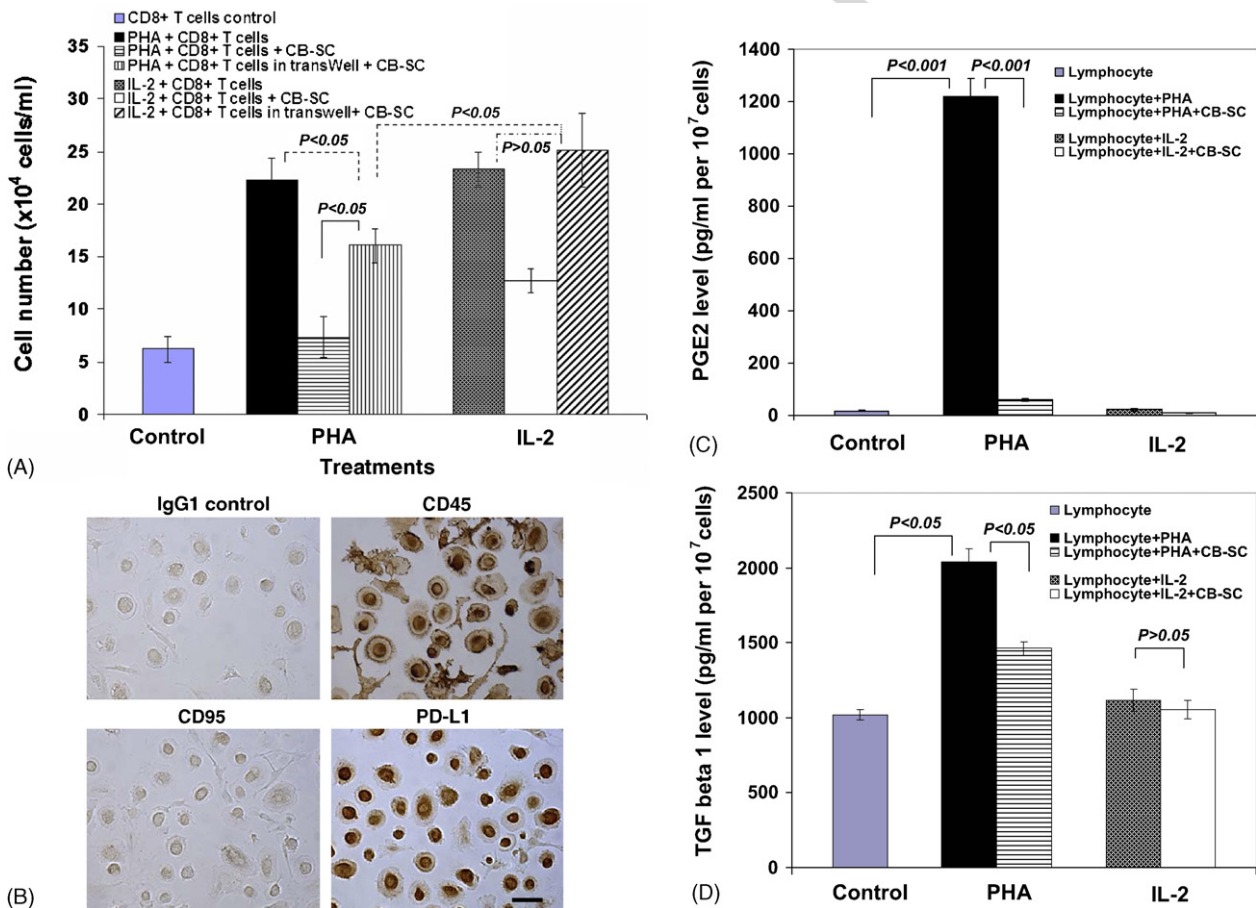 CD8+ T cells control
PHA + CD8+ T cells
PHA + CD8+ T cells + CB-SC
PHA + CD8+ T cells in transWell + CB-SC
IL-2 + CD8+ T cells
IL-2 + CD8+ T cells + CB-SC
IL-2 + CD8+ T cells in transwell+ CB-SC
Cell number (x10⁴ cells/ml)
35
30
25
20
15
10
5
0
P<0.05
P<0.05
P>0.05
P<0.05
Control PHA IL-2
Treatments
(A)
IgG1 control CD45
CD95 PD-L1
(B)
PGE2 level (pg/ml per 10⁷ cells)
1400
1200
1000
800
600
400
200
0
P<0.001 P<0.001
Lymphocyte
Lymphocyte+PHA
Lymphocyte+PHA+CB-SC
Lymphocyte+IL-2
Lymphocyte+IL-2+CB-SC
Control PHA IL-2
(C)
TGF beta 1 level (pg/ml per 10⁷ cells)
2500
2000
1500
1000
500
0
P<0.05 P<0.05
P>0.05
Lymphocyte
Lymphocyte+PHA
Lymphocyte+PHA+CB-SC
Lymphocyte+IL-2
Lymphocyte+IL-2+CB-SC
Control PHA IL-2
(D)